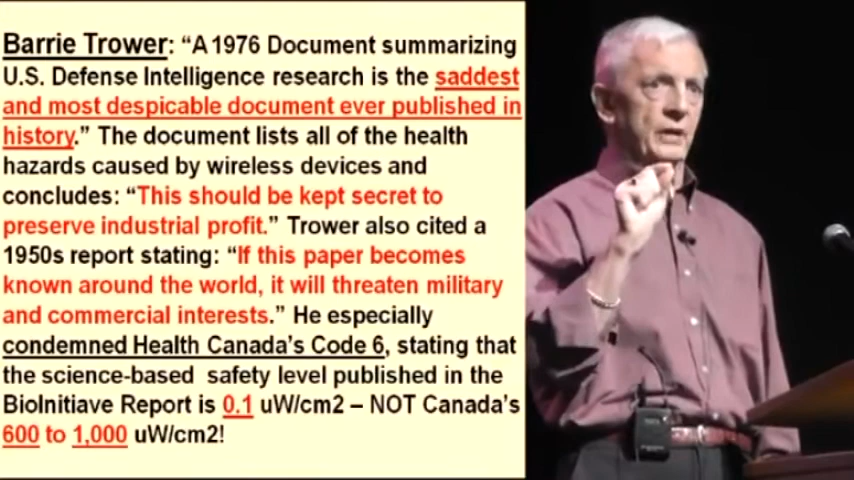 Barrie Trower: “A 1976 Document summarizing
U.S. Defense Intelligence research is the saddest
and most despicable document ever published in
history.” The document lists all of the health
hazards caused by wireless devices and
concludes: “This should be kept secret to
preserve industrial profit.” Trower also cited a
1950s report stating: “If this paper becomes
known around the world, it will threaten military
and commercial interests.” He especially
condemned Health Canada’s Code 6, stating that
the science-based safety level published in the
BioInitiave Report is 0.1 uW/cm2 – NOT Canada’s
600 to 1,000 uW/cm2!